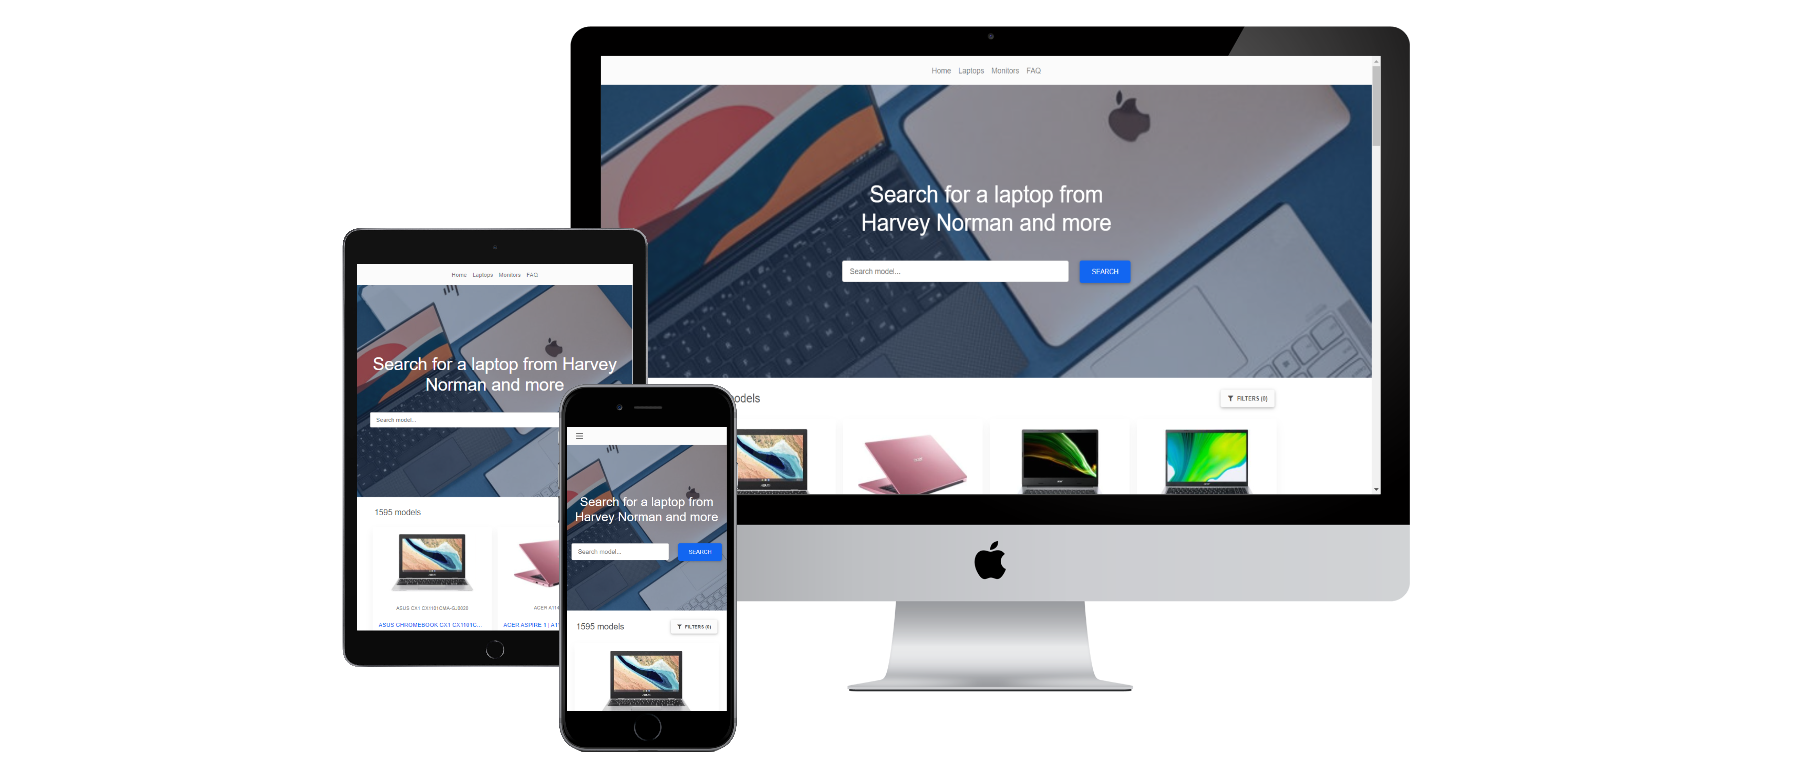 Home Laptops Monitors FAQ
Search for a laptop from
Harvey Norman and more
Search model...
SEARCH
odels
FILTERS (0)
Home Laptops Monitors FAQ
Search for a laptop from Harvey
Norman and more
Search model...
1595 models
ASUS CX1 CX1101CMA-GJ0020
ACER A11
ASUS CHROMEBOOK CX1 CX1101C...
ACER ASPIRE 1 | A11
Search for a laptop from
Harvey Norman and more
Search model...
SEARCH
1595 models
FILTERS (0)